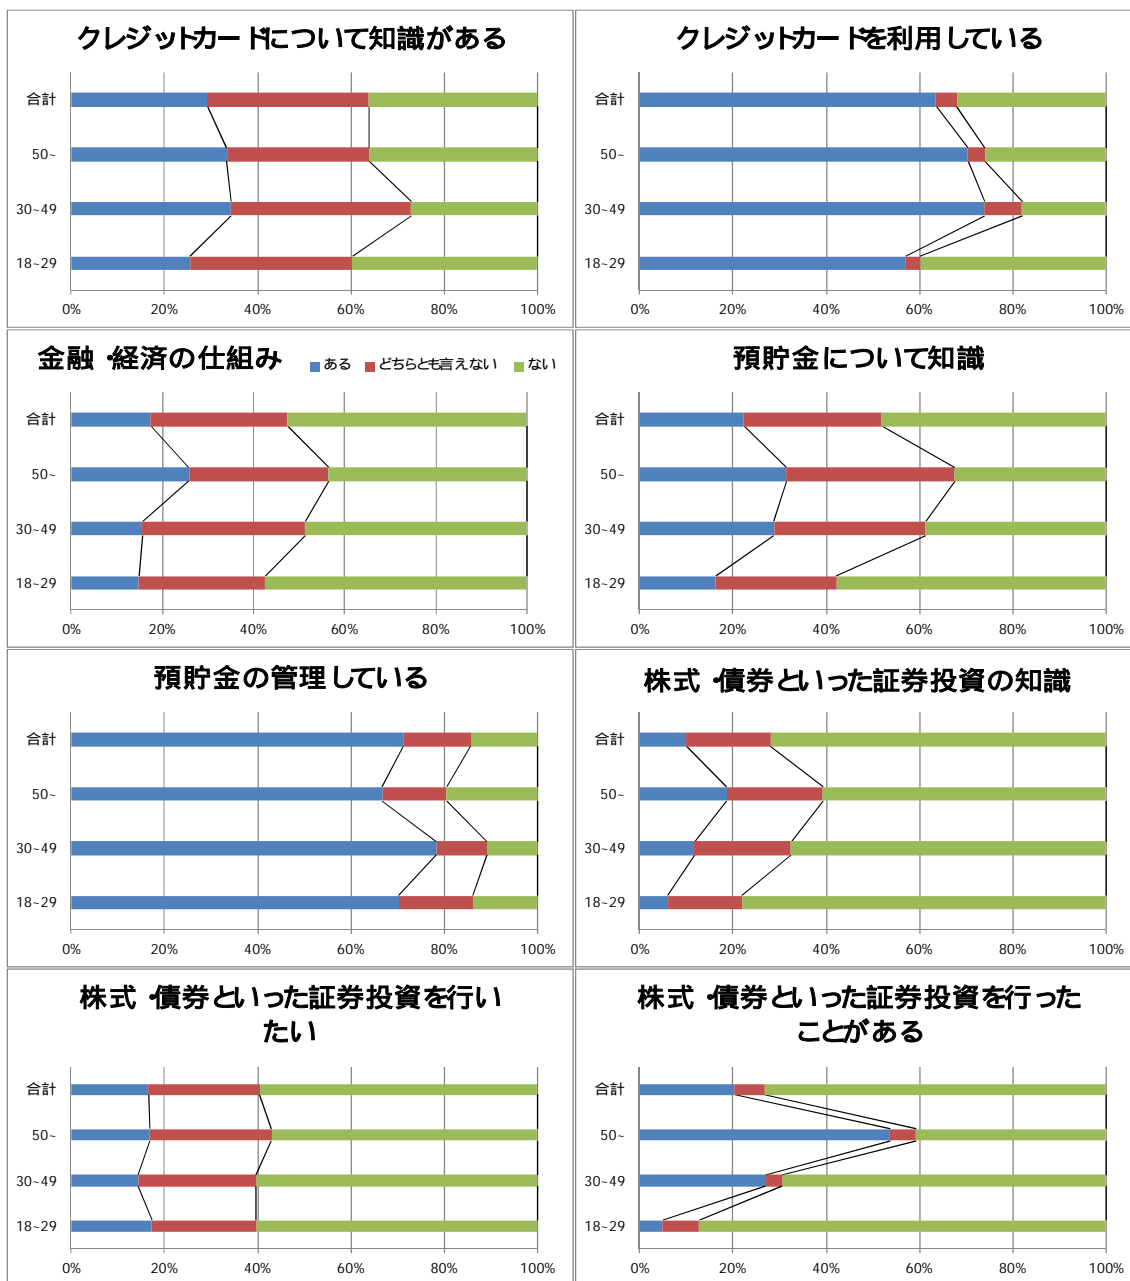 クレジットカードについて知識がある
合計
50~
30~49
18~29
0% 20% 40% 60% 80% 100%
クレジットカードを利用している
合計
50~
30~49
18~29
0% 20% 40% 60% 80% 100%
金融・経済の仕組み
ある どちらとも言えない ない
合計
50~
30~49
18~29
0% 20% 40% 60% 80% 100%
預貯金について知識
合計
50~
30~49
18~29
0% 20% 40% 60% 80% 100%
預貯金の管理している
合計
50~
30~49
18~29
0% 20% 40% 60% 80% 100%
株式・債券といった証券投資の知識
合計
50~
30~49
18~29
0% 20% 40% 60% 80% 100%
株式・債券といった証券投資を行い
たい
合計
50~
30~49
18~29
0% 20% 40% 60% 80% 100%
株式・債券といった証券投資を行った
ことがある
合計
50~
30~49
18~29
0% 20% 40% 60% 80% 100%